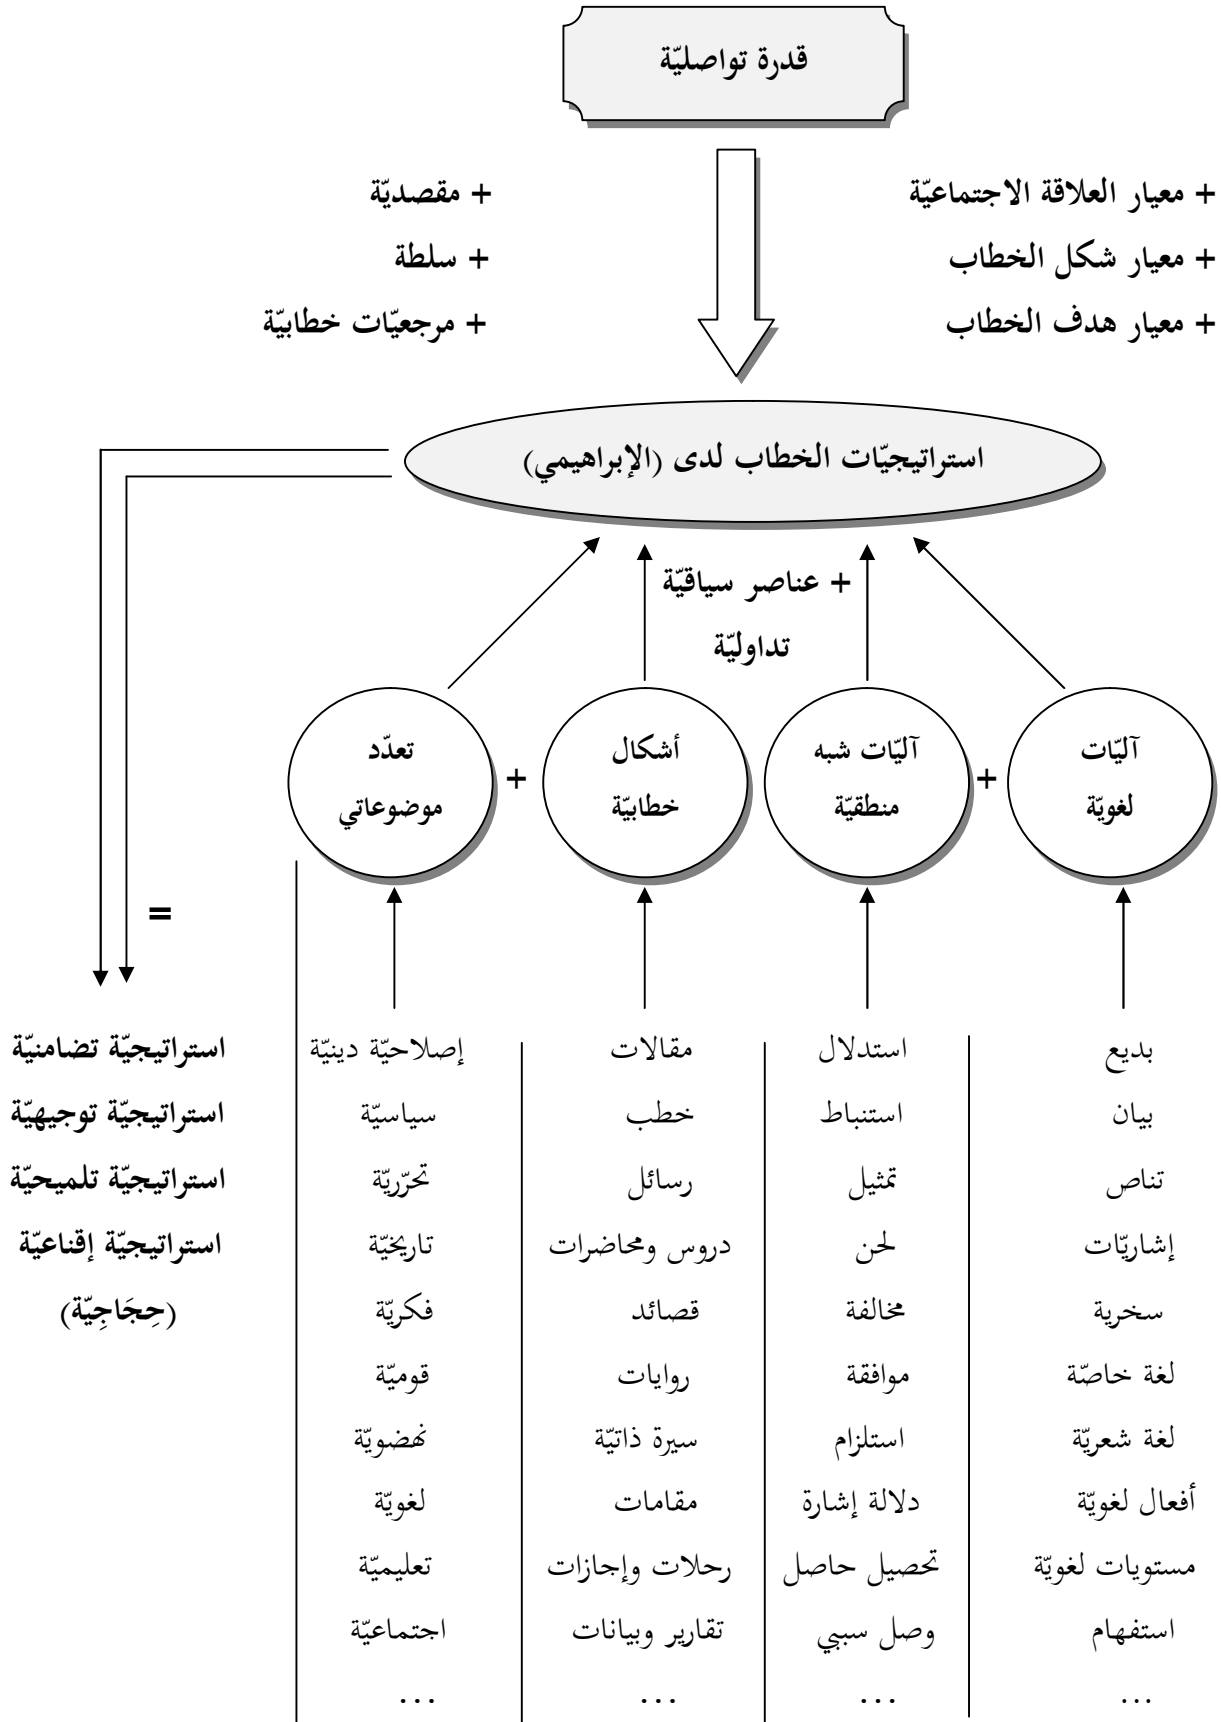 قدرة تواصليّة
+ معيار العلاقة الاجتماعيّة
+ معيار شكل الخطاب
+ معيار هدف الخطاب
+ مقصديّة
+ سلطة
+ مرجعيّات خطابيّة
استراتيجيّات الخطاب لدى (الإبراهيمي)
+ عناصر سياقيّة
تداوليّة
آليّات
لغويّة
+
آليّات شبه
منطقيّة
أشكال
خطابيّة
+
تعدّد
موضوعاتي
بديع
بيان
تناص
إشاريّات
سخرية
لغة خاصّة
لغة شعريّة
أفعال لغويّة
مستويات لغويّة
استفهام
...
استدلال
استنباط
تمثيل
لحن
مخالفة
موافقة
استلزام
دلالة إشارة
تحصيل حاصل
وصل سببي
...
مقالات
خطب
رسائل
دروس ومحاضرات
قصائد
روايات
سيرة ذاتيّة
مقامات
رحلات وإجازات
تقارير وبيانات
...
إصلاحيّة دينيّة
سياسيّة
تحرّريّة
تاريخيّة
فكريّة
قوميّة
نهضويّة
لغويّة
تعليميّة
اجتماعيّة
...
=
استراتيجيّة تضامنيّة
استراتيجيّة توجيهيّة
استراتيجيّة تلميحيّة
استراتيجيّة إقناعيّة
(حِجَاجِيّة)